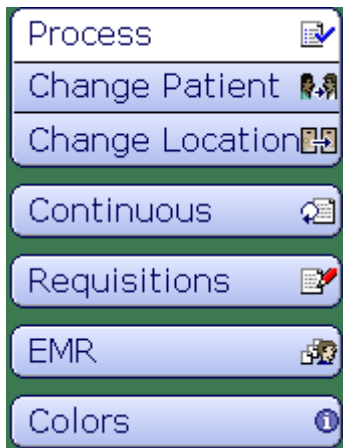 Process
Change Patient
Change Location
Continuous
Requisitions
EMR
Colors